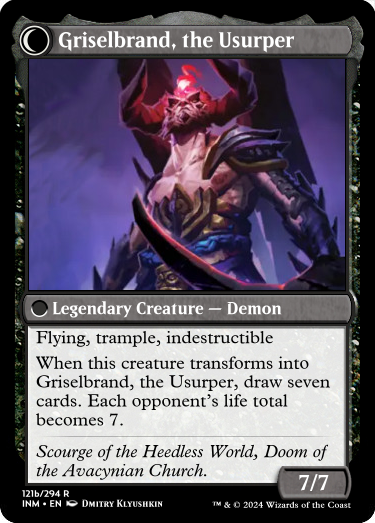 Griselbrand, the Usurper
Legendary Creature — Demon
Flying, trample, indestructible
When this creature transforms into
Griselbrand, the Usurper, draw seven
cards. Each opponent's life total
becomes 7.
Scourge of the Heedless World, Doom of
the Avacynian Church.
7/7
121b/294 R
INM • EN Dmitry Klyushkin
™ & © 2024 Wizards of the Coast